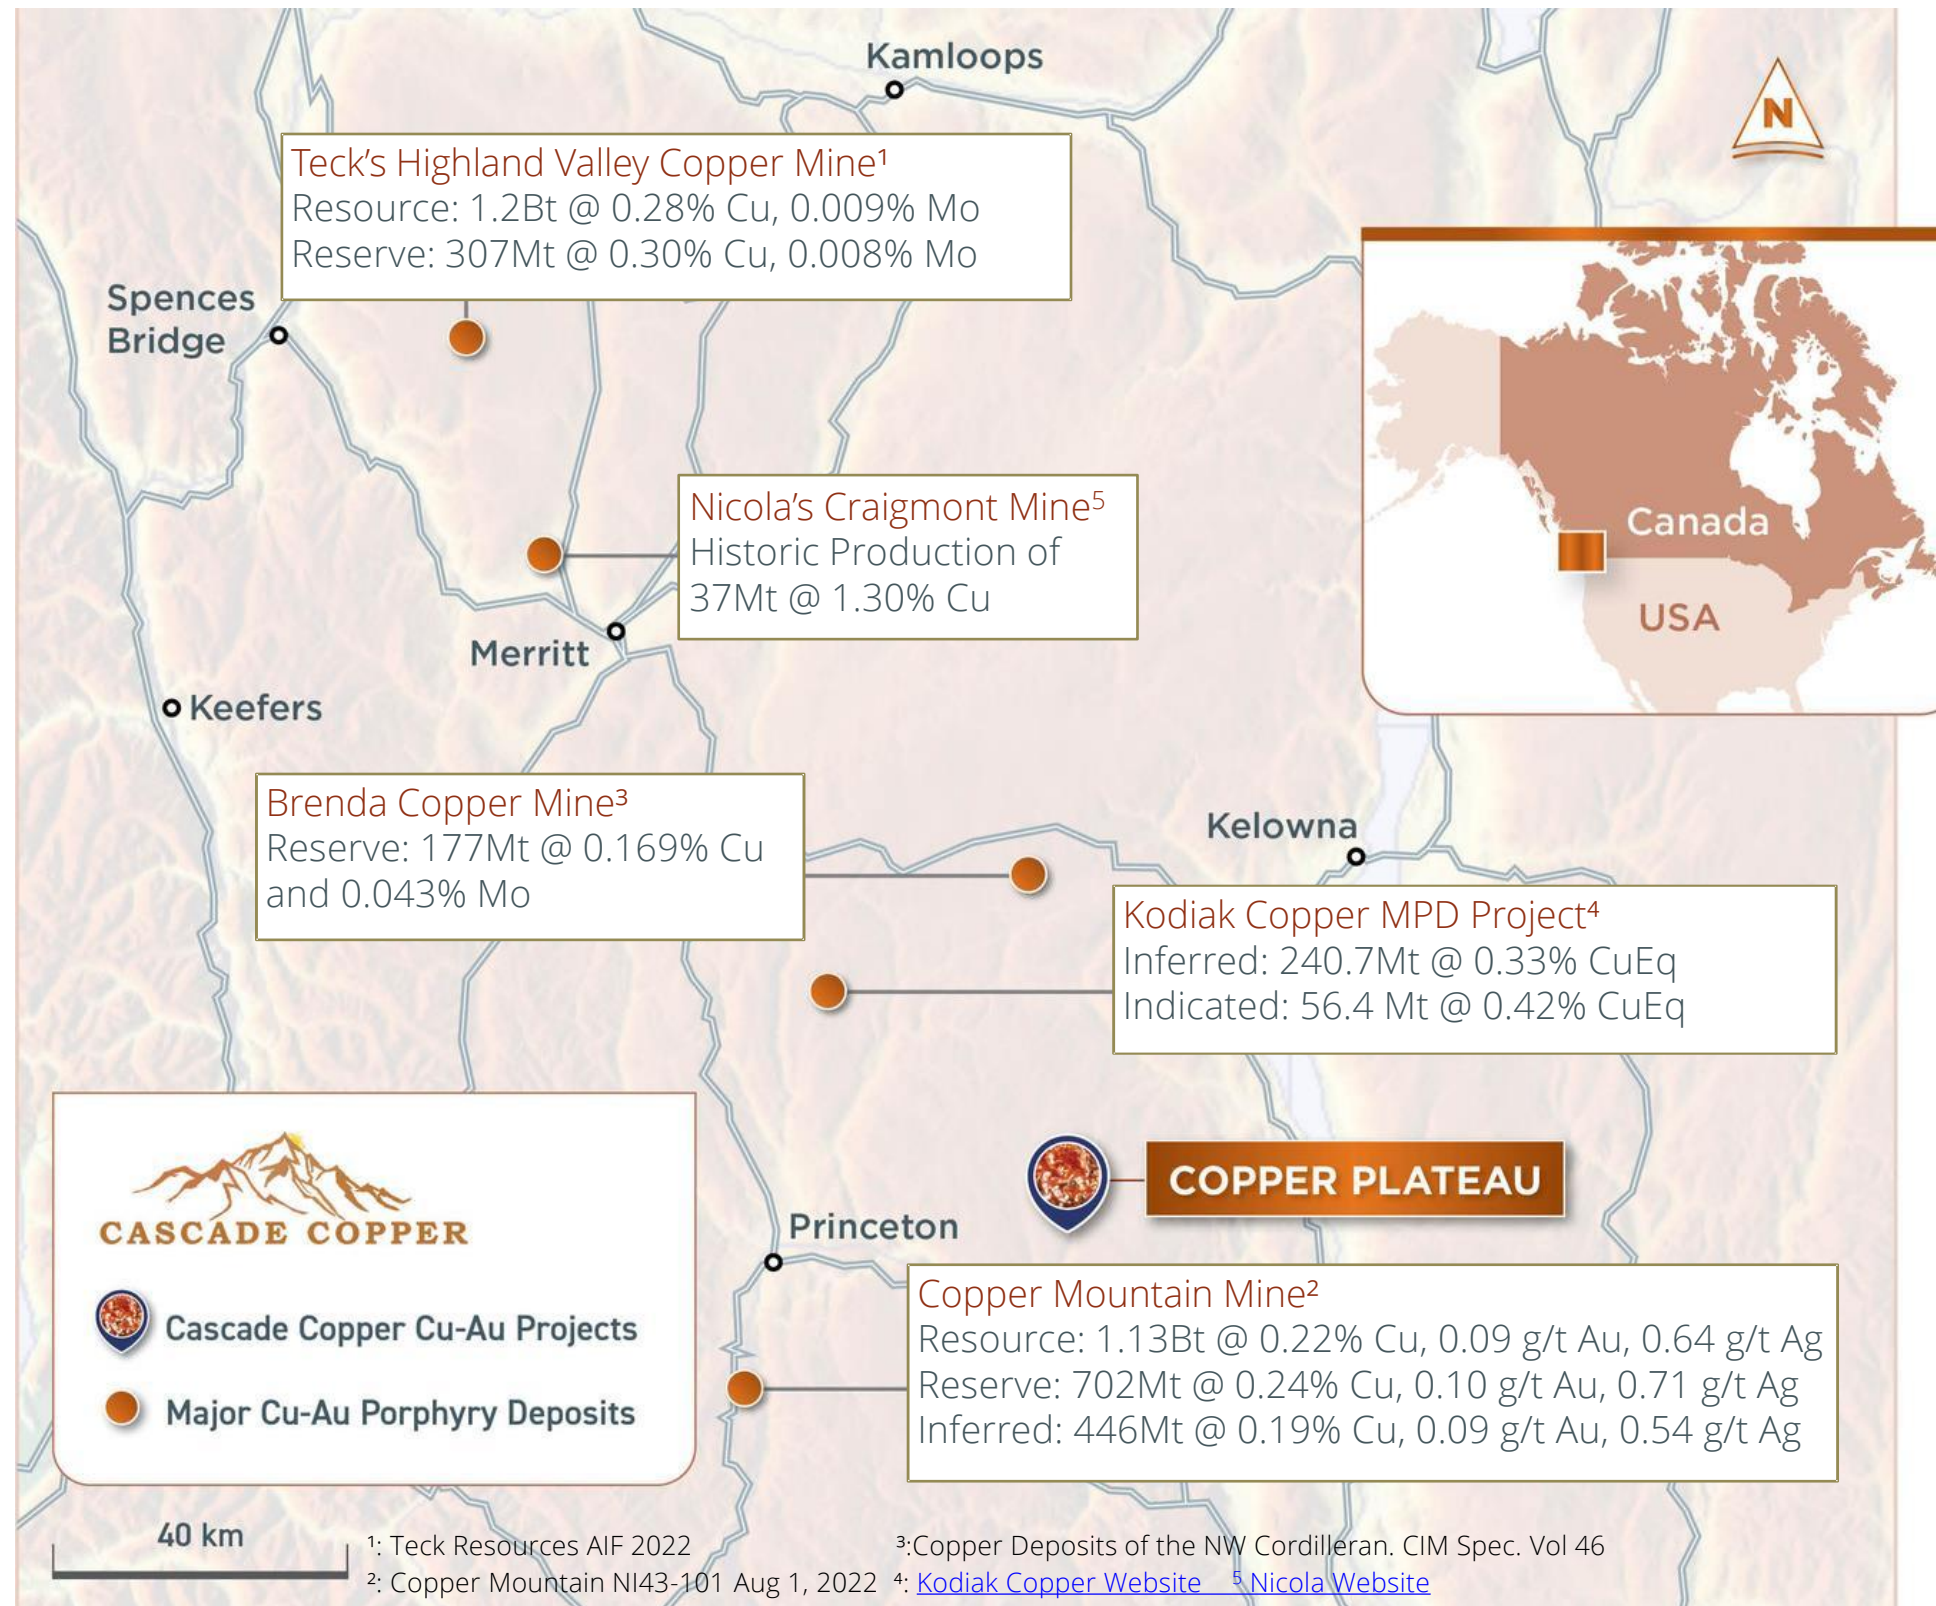 Kamloops
N
Teck's Highland Valley Copper Mine¹
Resource: 1.2Bt @ 0.28% Cu, 0.009% Mo
Reserve: 307Mt @ 0.30% Cu, 0.008% Mo
Spences
Bridge
Canada
USA
Nicola's Craigmont Mine⁵
Historic Production of
37Mt @ 1.30% Cu
Merritt
Keefers
Brenda Copper Mine³
Reserve: 177Mt @ 0.169% Cu
and 0.043% Mo
Kelowna
Kodiak Copper MPD Project⁴
Inferred: 240.7Mt @ 0.33% CuEq
Indicated: 56.4 Mt @ 0.42% CuEq
COPPER PLATEAU
Princeton
CASCADE COPPER
Cascade Copper Cu-Au Projects
Major Cu-Au Porphyry Deposits
Copper Mountain Mine²
Resource: 1.13Bt @ 0.22% Cu, 0.09 g/t Au, 0.64 g/t Ag
Reserve: 702Mt @ 0.24% Cu, 0.10 g/t Au, 0.71 g/t Ag
Inferred: 446Mt @ 0.19% Cu, 0.09 g/t Au, 0.54 g/t Ag
40 km
¹: Teck Resources AIF 2022
³:Copper Deposits of the NW Cordilleran. CIM Spec. Vol 46
²: Copper Mountain NI43-101 Aug 1, 2022
⁴: Kodiak Copper Website ⁵ Nicola Website